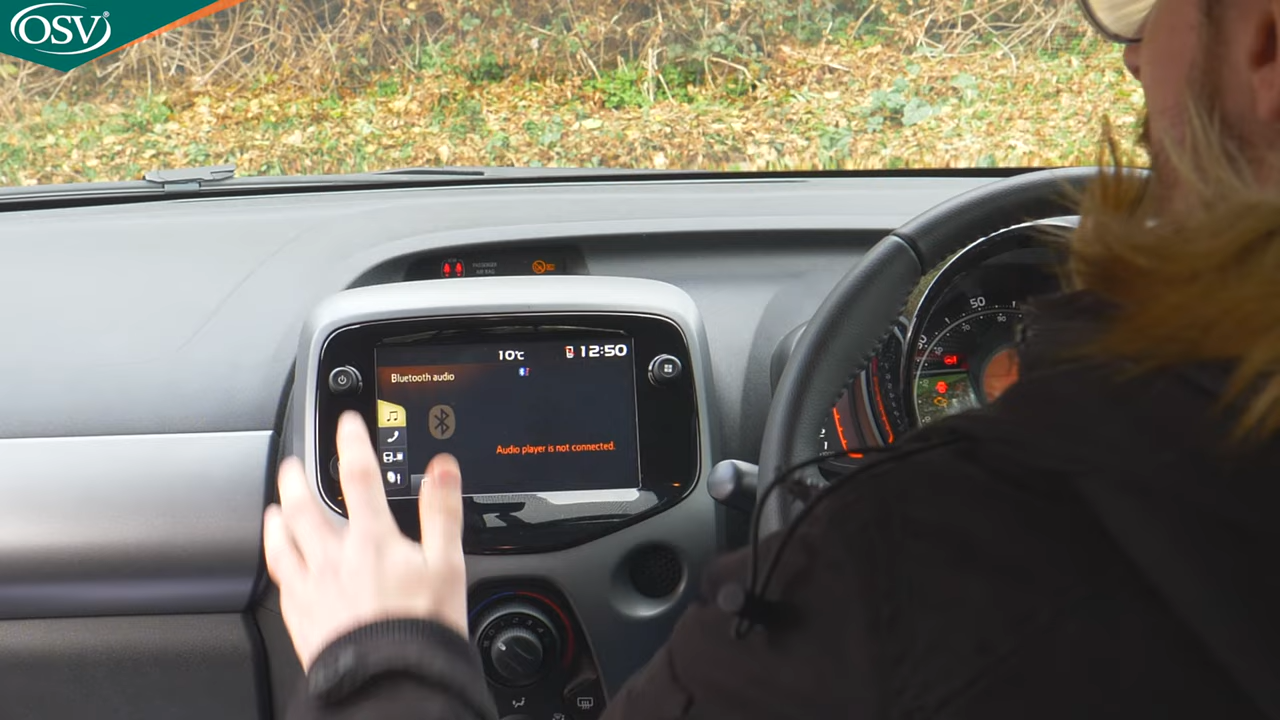 OSV
PASSENGER
AIR BAG
10℃
12:50
Bluetooth audio
Audio player is not connected.
50